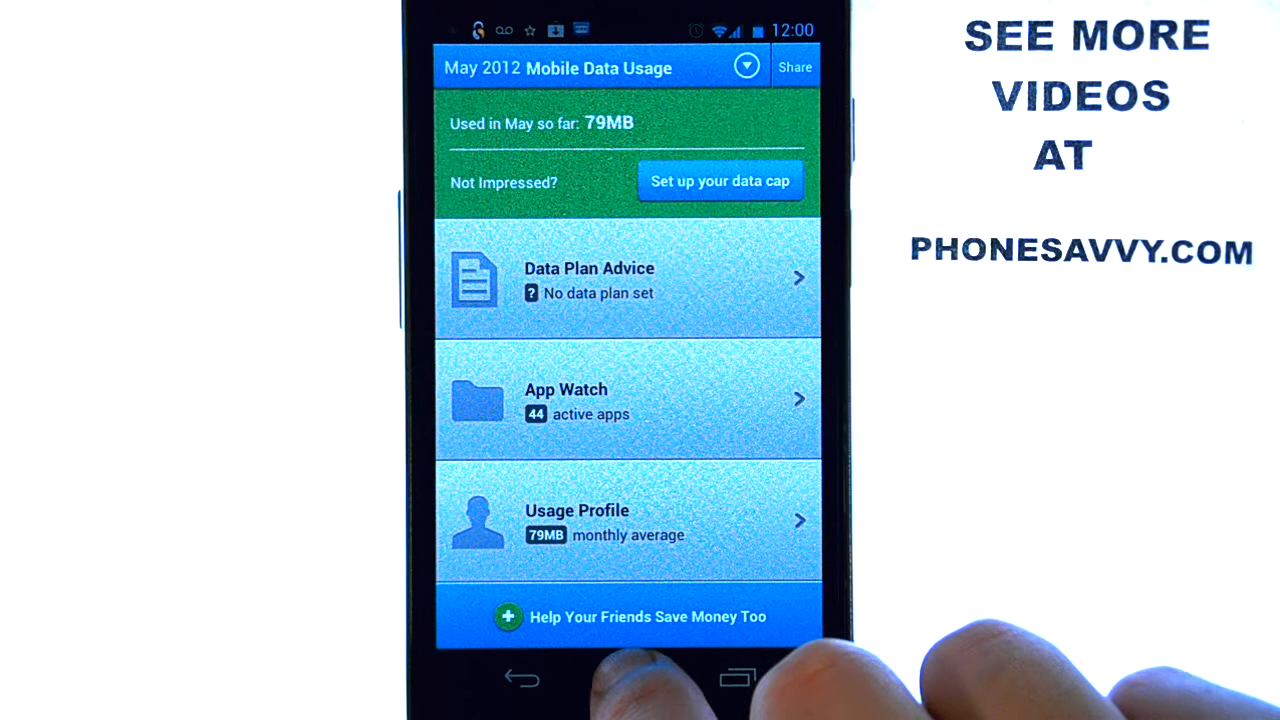 12:00
May 2012 Mobile Data Usage
Share
Used in May so far: 79MB
Not Impressed?
Set up your data cap
Data Plan Advice
? No data plan set
App Watch
44 active apps
Usage Profile
79MB monthly average
Help Your Friends Save Money Too
SEE MORE
VIDEOS
AT
PHONESAVVY.COM